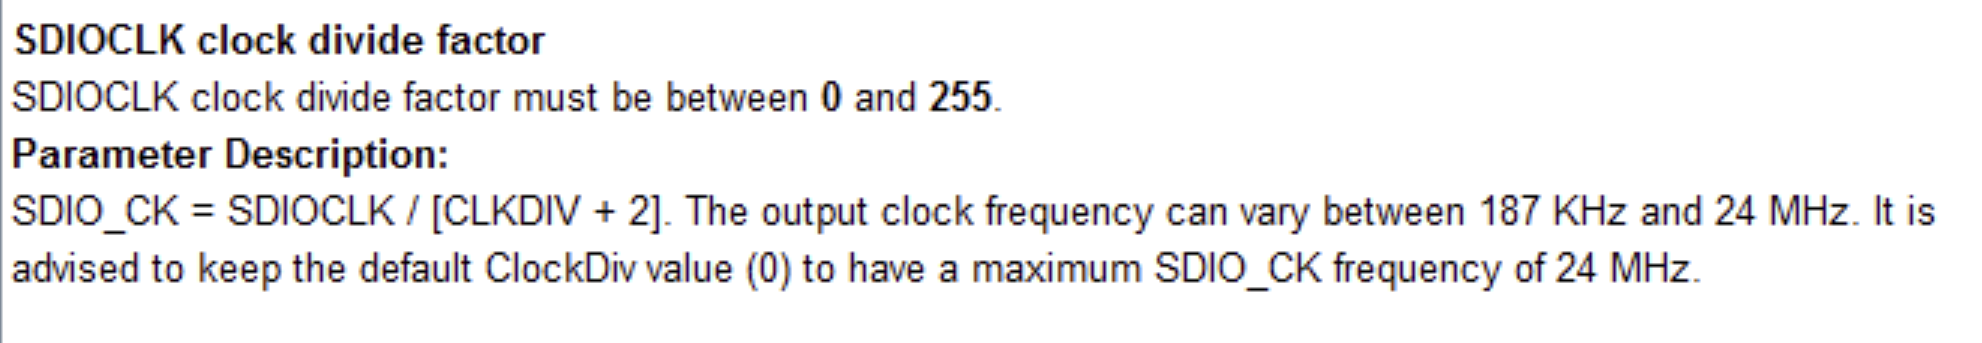 SDIOCLK clock divide factor
SDIOCLK clock divide factor must be between 0 and 255.
Parameter Description:
SDIO_CK = SDIOCLK / [CLKDIV + 2]. The output clock frequency can vary between 187 KHz and 24 MHz. It is
advised to keep the default ClockDiv value (0) to have a maximum SDIO_CK frequency of 24 MHz.